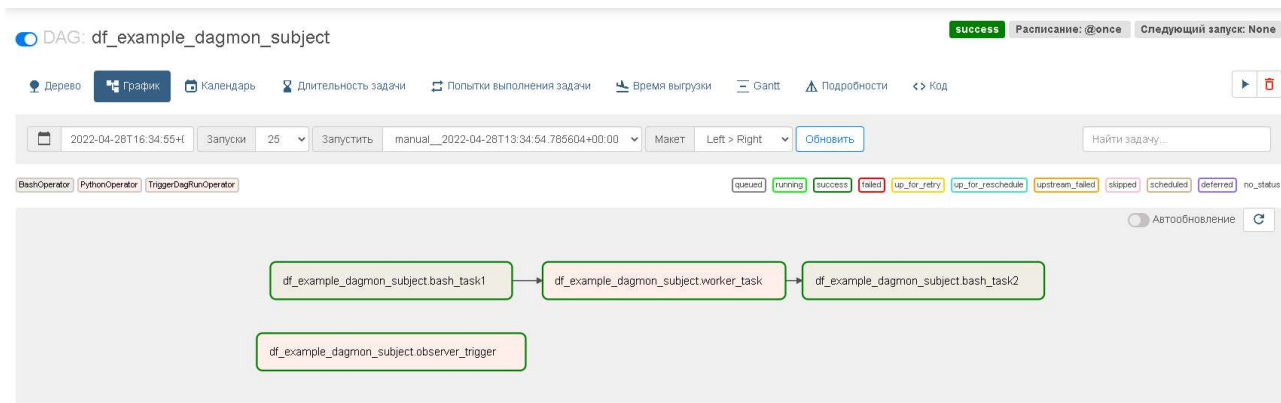 DAG: df_example_dagmon_subject
success Расписание: @once Следующий запуск: None
Дерево График Календарь Длительность задачи Попытки выполнения задачи Время выгрузки Gantt Подробности Код
2022-04-28T16:34:55+( Запуски 25 Запустить manual__2022-04-28T13:34:54.785604+00:00 Макет Left > Right Обновить Найти задачу...
BashOperator PythonOperator TriggerDagRunOperator queued running success failed up_for_retry up_for_reschedule upstream_failed skipped scheduled deferred no_status
Автообновление
df_example_dagmon_subject.bash_task1 df_example_dagmon_subject.worker_task df_example_dagmon_subject.bash_task2
df_example_dagmon_subject.observer_trigger